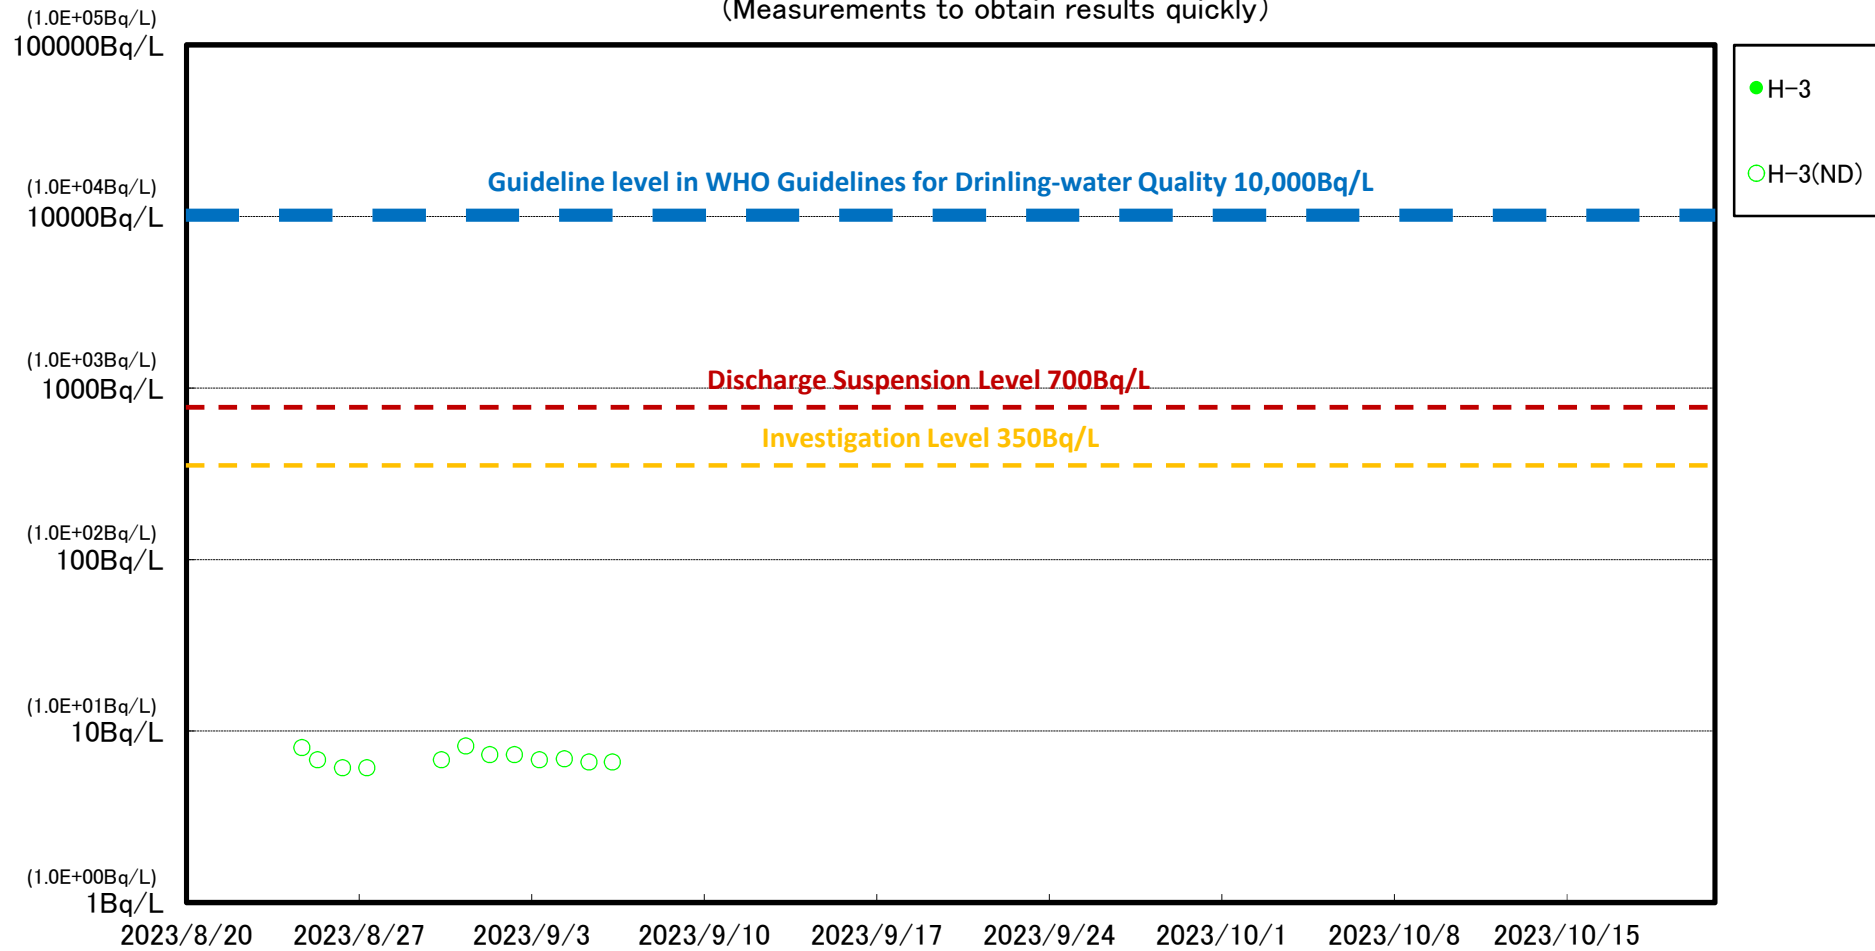 (Measurements to obtain results quickly)
(1.0E+05Bq/L)
100000Bq/L
H-3
H-3(ND)
Guideline level in WHO Guidelines for Drinling-water Quality 10,000Bq/L
(1.0E+04Bq/L)
10000Bq/L
(1.0E+03Bq/L)
1000Bq/L
Discharge Suspension Level 700Bq/L
Investigation Level 350Bq/L
(1.0E+02Bq/L)
100Bq/L
(1.0E+01Bq/L)
10Bq/L
(1.0E+00Bq/L)
1Bq/L
2023/8/20 2023/8/27 2023/9/3 2023/9/10 2023/9/17 2023/9/24 2023/10/1 2023/10/8 2023/10/15